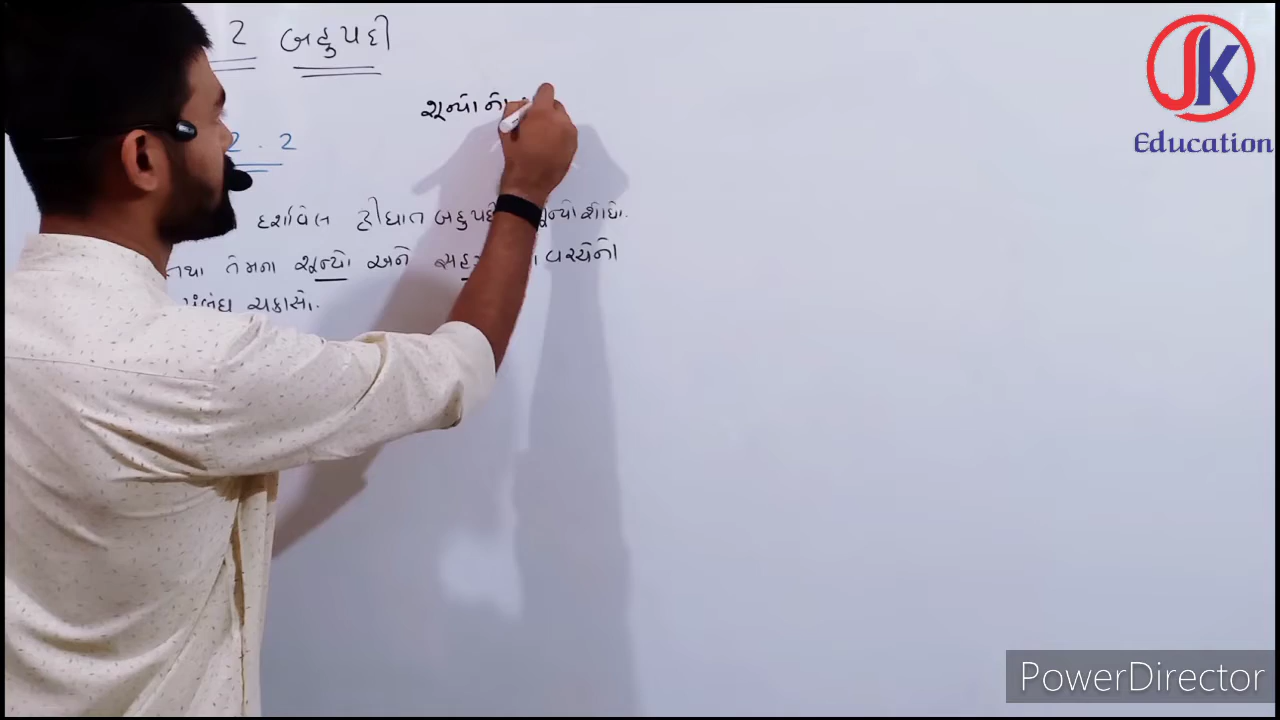 2 બહુપદી
શૂન્યોનો
2.2
દર્શાવેલ દ્વીઘાત બહુપદી શૂન્યો શોધો.
તથા તેમના શૂન્યો અને વચ્ચેનો
સંબંધ ચકાસો.
JK
Education
PowerDirector